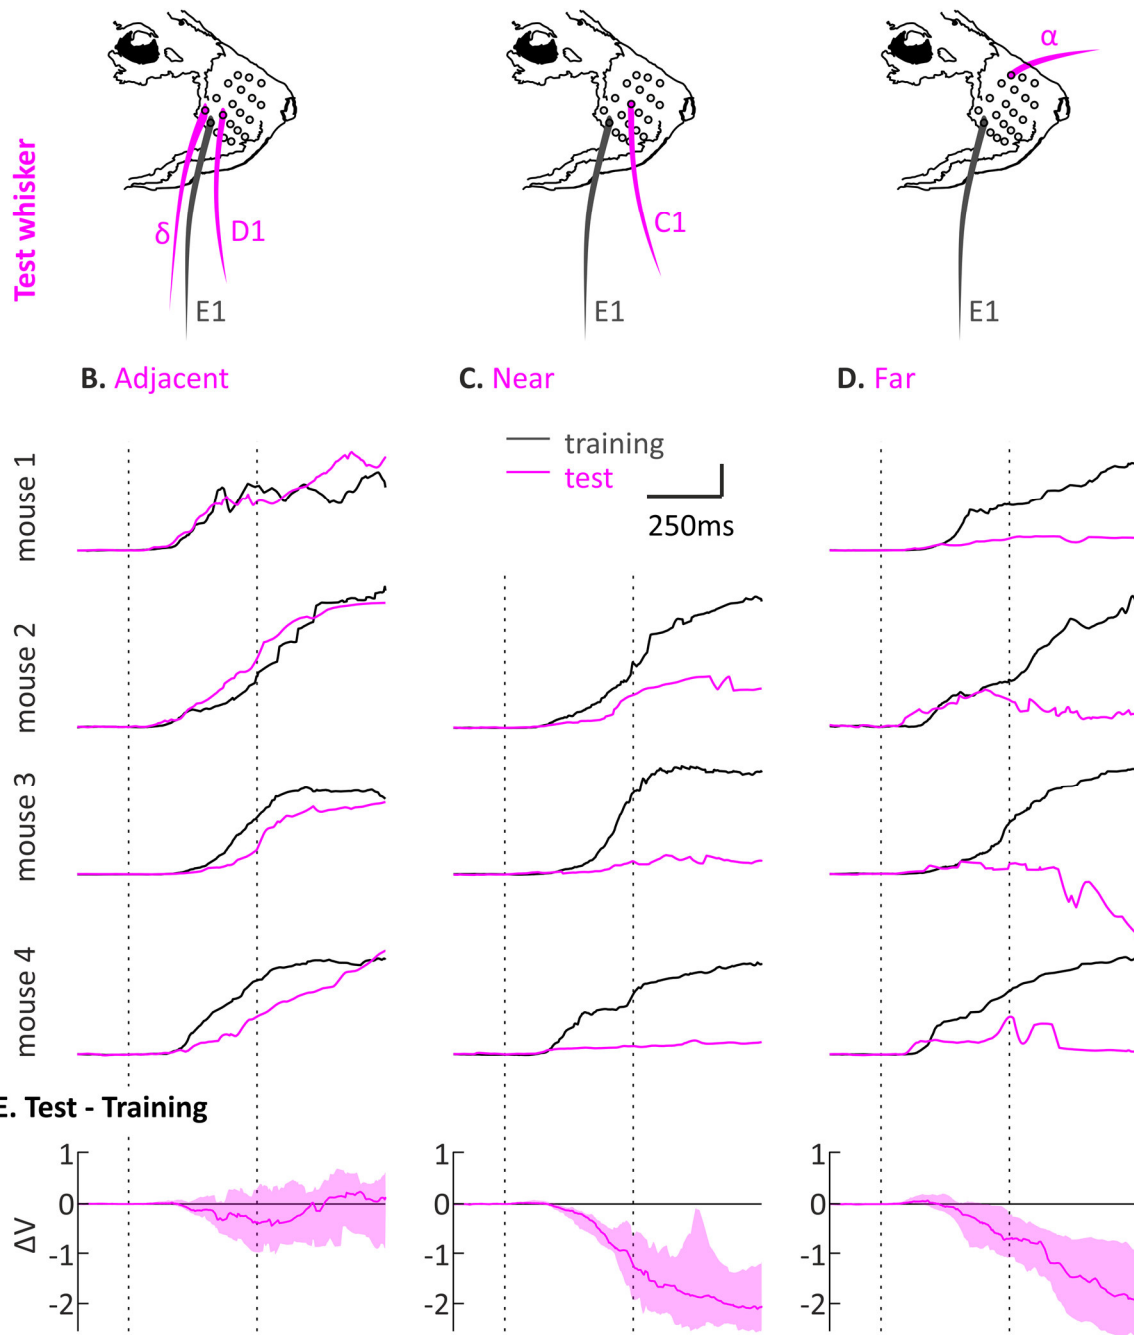 Test whisker
δ
D1
E1
C1
E1
α
E1
B. Adjacent
C. Near
D. Far
training
test
250ms
mouse 1
mouse 2
mouse 3
mouse 4
E. Test - Training
ΔV
1
0
-1
-2
1
0
-1
-2
1
0
-1
-2